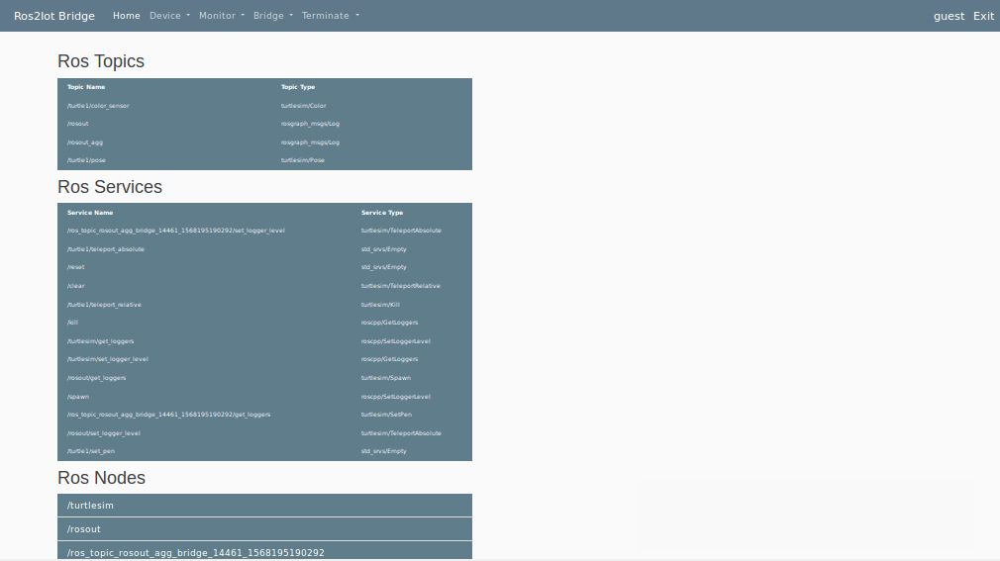 Ros2Iot Bridge Home Device Monitor Bridge Terminate guest Exit
Ros Topics
Topic Name Topic Type
/turtle1/color_sensor turtlesim/Color
/rosout rosgraph_msgs/Log
/rosout_agg rosgraph_msgs/Log
/turtle1/pose turtlesim/Pose
Ros Services
Service Name Service Type
/ros_topic_rosout_agg_bridge_14461_1568195190292/set_logger_level turtlesim/TeleportAbsolute
/turtle1/teleport_absolute std_srvs/Empty
/reset std_srvs/Empty
/clear turtlesim/TeleportRelative
/turtle1/teleport_relative turtlesim/Kill
/kill roscpp/GetLoggers
/turtlesim/get_loggers roscpp/SetLoggerLevel
/turtlesim/set_logger_level roscpp/GetLoggers
/rosout/get_loggers turtlesim/Spawn
/spawn roscpp/SetLoggerLevel
/ros_topic_rosout_agg_bridge_14461_1568195190292/get_loggers turtlesim/SetPen
/rosout/set_logger_level turtlesim/TeleportAbsolute
/turtle1/set_pen std_srvs/Empty
Ros Nodes
/turtlesim
/rosout
/ros_topic_rosout_agg_bridge_14461_1568195190292